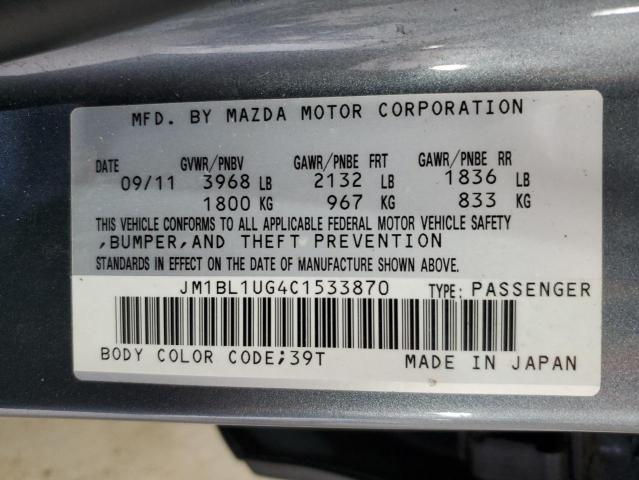 MFD. BY MAZDA MOTOR CORPORATION
DATE GVWR/PNBV GAWR/PNBE FRT GAWR/PNBE RR
09/11 3968 LB 2132 LB 1836 LB
1800 KG 967 KG 833 KG
THIS VEHICLE CONFORMS TO ALL APPLICABLE FEDERAL MOTOR VEHICLE SAFETY
,BUMPER,AND THEFT PREVENTION
STANDARDS IN EFFECT ON THE DATE OF MANUFACTURE SHOWN ABOVE.
JM1BL1UG4C1533870 TYPE: PASSENGER
BODY COLOR CODE;39T MADE IN JAPAN